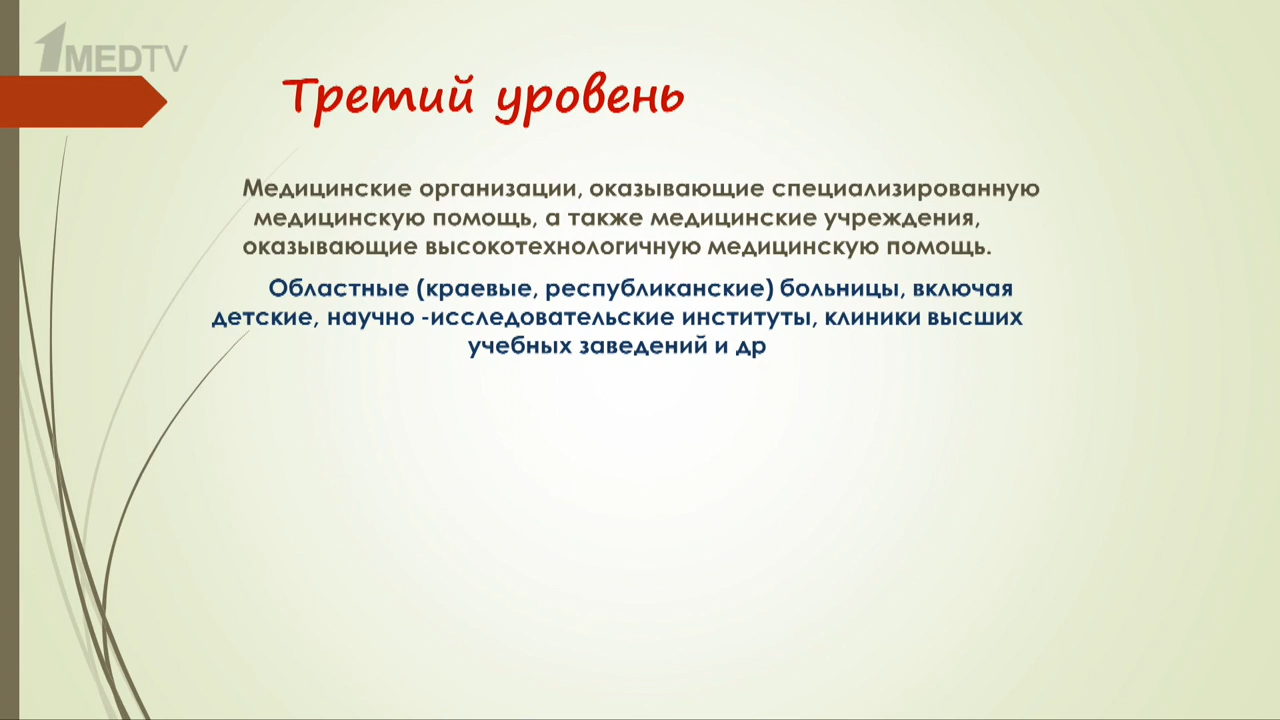 1MEDTV
Третий уровень
Медицинские организации, оказывающие специализированную
медицинскую помощь, а также медицинские учреждения,
оказывающие высокотехнологичную медицинскую помощь.
Областные (краевые, республиканские) больницы, включая
детские, научно -исследовательские институты, клиники высших
учебных заведений и др